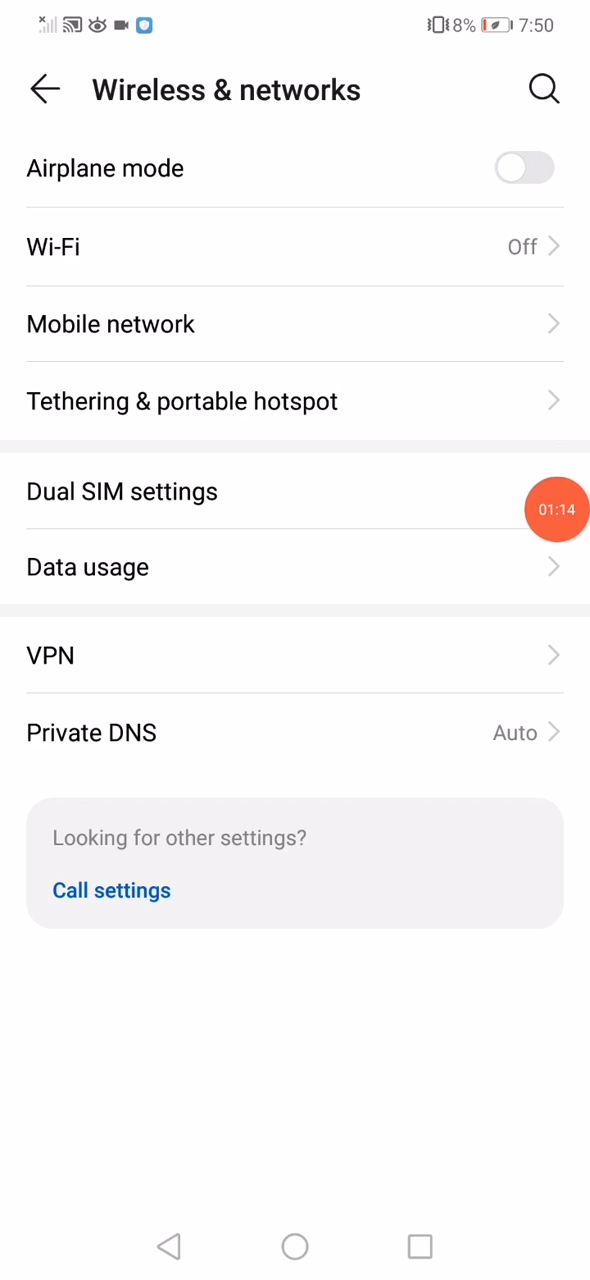 8% 7:50
Wireless & networks
Airplane mode
Wi-Fi Off
Mobile network
Tethering & portable hotspot
Dual SIM settings
01:14
Data usage
VPN
Private DNS Auto
Looking for other settings?
Call settings